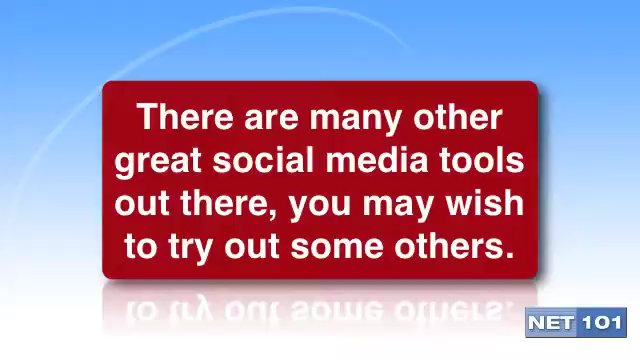 There are many other
great social media tools
out there, you may wish
to try out some others.
NET 101